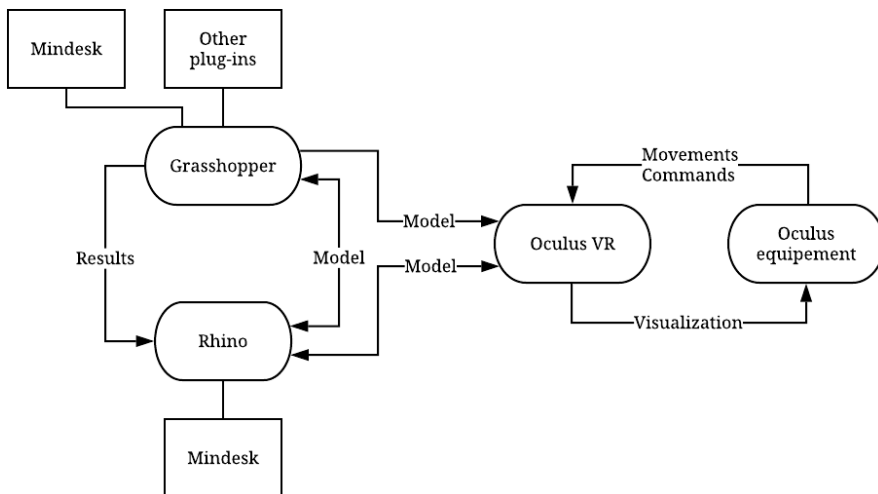 Mindesk
Other
plug-ins
Grasshopper
Movements
Commands
Model
Oculus VR
Oculus
equipement
Results
Model
Model
Visualization
Rhino
Mindesk